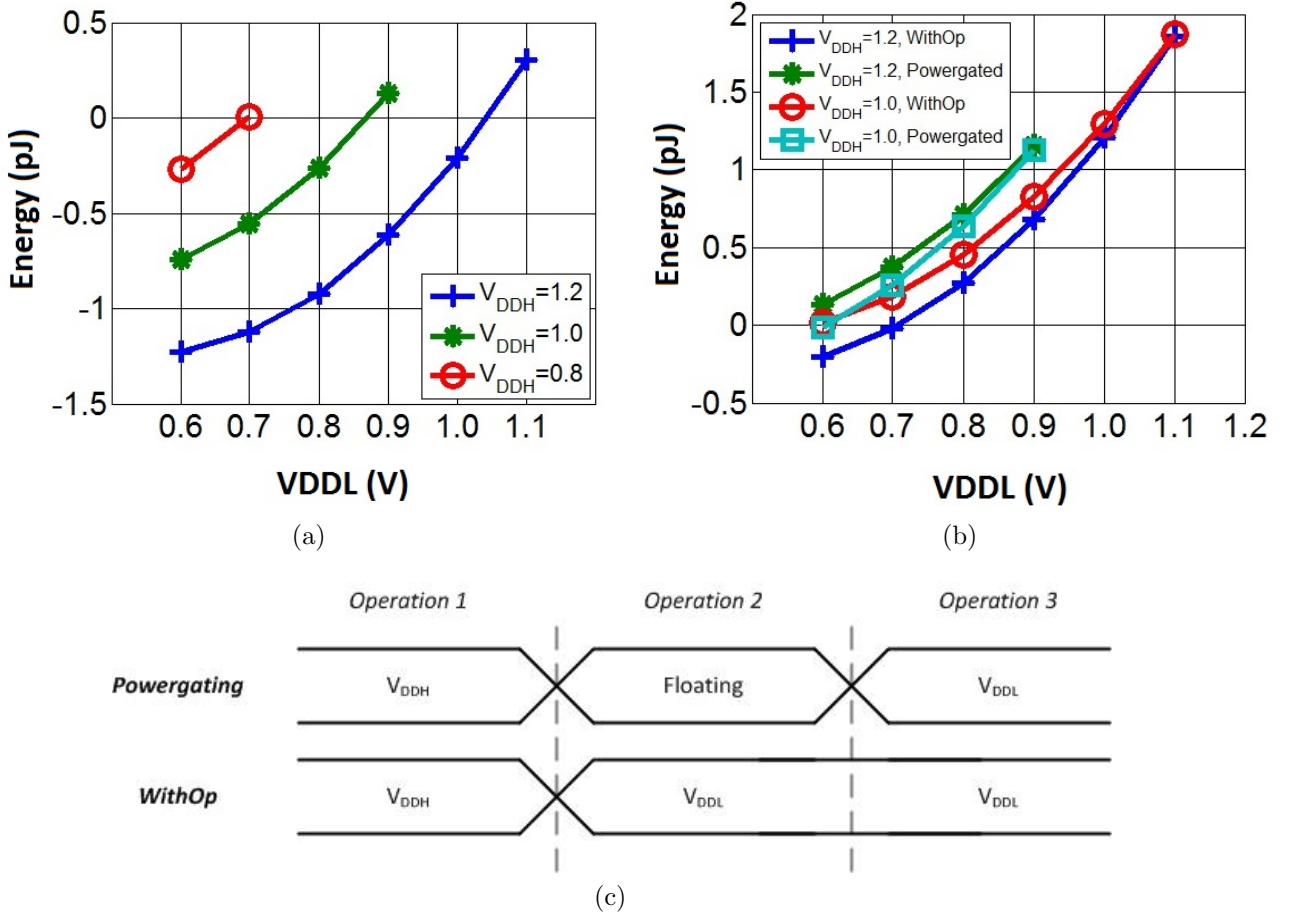 0.5
0
-0.5
-1
-1.5
Energy (pJ)
V_DDH=1.2
V_DDH=1.0
V_DDH=0.8
0.6 0.7 0.8 0.9 1.0 1.1
VDDL (V)
(a)
2
1.5
1
0.5
0
-0.5
Energy (pJ)
V_DDH=1.2, WithOp
V_DDH=1.2, Powergated
V_DDH=1.0, WithOp
V_DDH=1.0, Powergated
0.6 0.7 0.8 0.9 1.0 1.1 1.2
VDDL (V)
(b)
Operation 1 Operation 2 Operation 3
Powergating V_DDH Floating V_DDL
WithOp V_DDH V_DDL V_DDL
(c)